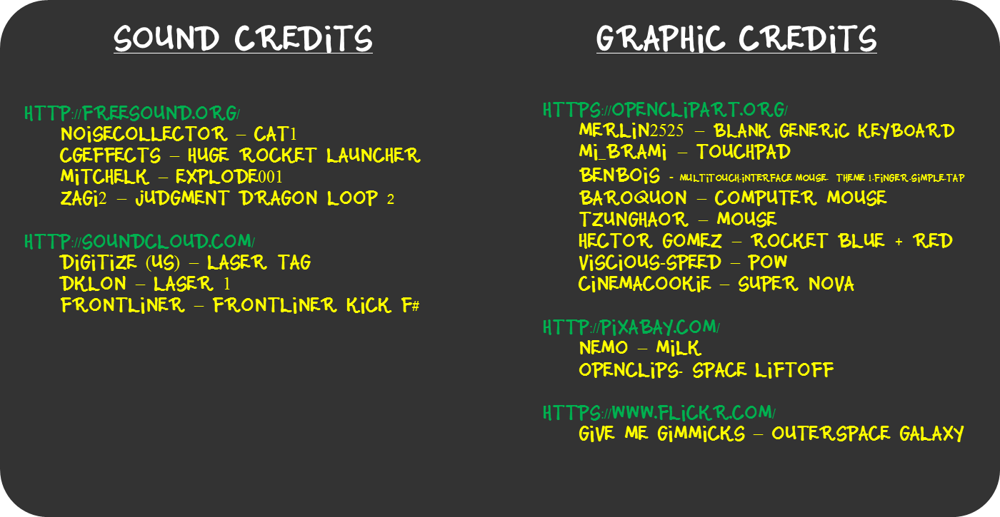 SOUND CREDiTS
HTTP://FREESOUND.ORG/
NOiSECOLLECTOR – CAT1
CGEFFECTS – HUGE ROCKET LAUNCHER
MiTCHELK – EXPLODE001
ZAGi2 – JUDGMENT DRAGON LOOP 2
HTTP://SOUNDCLOUD.COM/
DiGiTiZE (US) – LASER TAG
DKLON – LASER 1
FRONTLiNER – FRONTLiNER KiCK F#
GRAPHiC CREDiTS
HTTPS://OPENCLiPART.ORG/
MERLiN2525 – BLANK GENERiC KEYBOARD
Mi_BRAMi – TOUCHPAD
BENBOiS - MULTiTOUCH-iNTERFACE MOUSE THEME 1-FiNGER-SiMPLE-TAP
BAROQUON – COMPUTER MOUSE
TZUNGHAOR – MOUSE
HECTOR GOMEZ – ROCKET BLUE + RED
ViSCiOUS-SPEED – POW
CiNEMACOOKiE – SUPER NOVA
HTTP://PiXABAY.COM/
NEMO – MiLK
OPENCLiPS- SPACE LiFTOFF
HTTPS://WWW.FLiCKR.COM/
GiVE ME GiMMiCKS – OUTERSPACE GALAXY